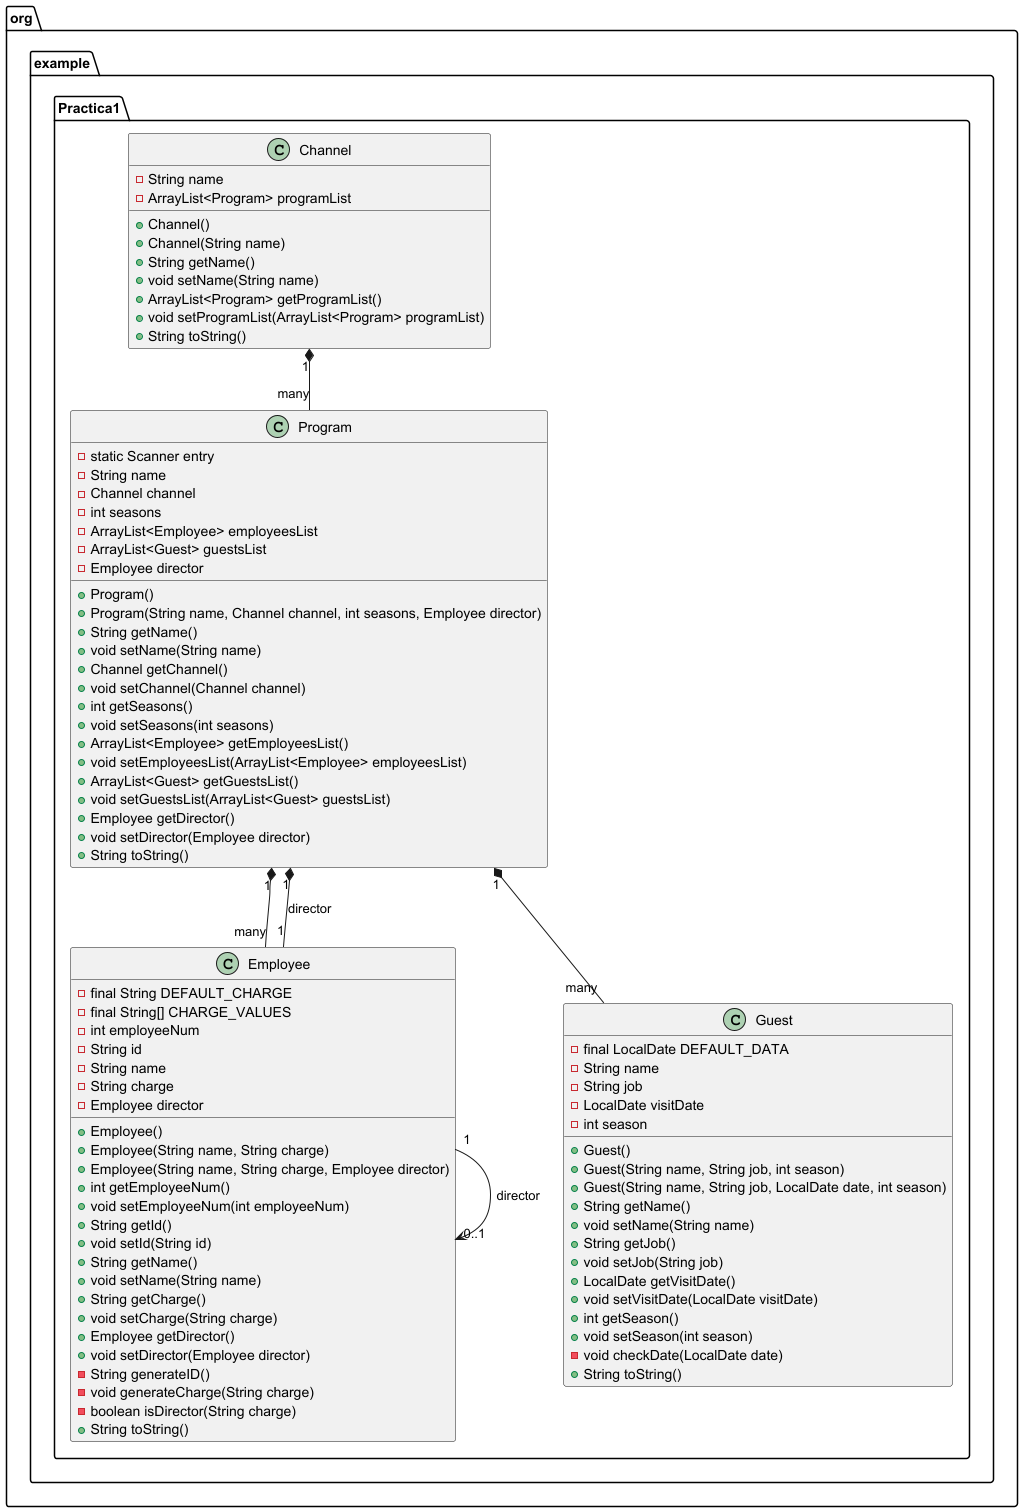 org
example
Practica1
C Channel
String name
ArrayList<Program> programList
Channel()
Channel(String name)
String getName()
void setName(String name)
ArrayList<Program> getProgramList()
void setProgramList(ArrayList<Program> programList)
String toString()
1
many
C Program
static Scanner entry
String name
Channel channel
int seasons
ArrayList<Employee> employeesList
ArrayList<Guest> guestsList
Employee director
Program()
Program(String name, Channel channel, int seasons, Employee director)
String getName()
void setName(String name)
Channel getChannel()
void setChannel(Channel channel)
int getSeasons()
void setSeasons(int seasons)
ArrayList<Employee> getEmployeesList()
void setEmployeesList(ArrayList<Employee> employeesList)
ArrayList<Guest> getGuestsList()
void setGuestsList(ArrayList<Guest> guestsList)
Employee getDirector()
void setDirector(Employee director)
String toString()
1
1
1
director
many
1
many
C Employee
final String DEFAULT_CHARGE
final String[] CHARGE_VALUES
int employeeNum
String id
String name
String charge
Employee director
Employee()
Employee(String name, String charge)
Employee(String name, String charge, Employee director)
int getEmployeeNum()
void setEmployeeNum(int employeeNum)
String getId()
void setId(String id)
String getName()
void setName(String name)
String getCharge()
void setCharge(String charge)
Employee getDirector()
void setDirector(Employee director)
String generateID()
void generateCharge(String charge)
boolean isDirector(String charge)
String toString()
1
director
0..1
C Guest
final LocalDate DEFAULT_DATA
String name
String job
LocalDate visitDate
int season
Guest()
Guest(String name, String job, int season)
Guest(String name, String job, LocalDate date, int season)
String getName()
void setName(String name)
String getJob()
void setJob(String job)
LocalDate getVisitDate()
void setVisitDate(LocalDate visitDate)
int getSeason()
void setSeason(int season)
void checkDate(LocalDate date)
String toString()